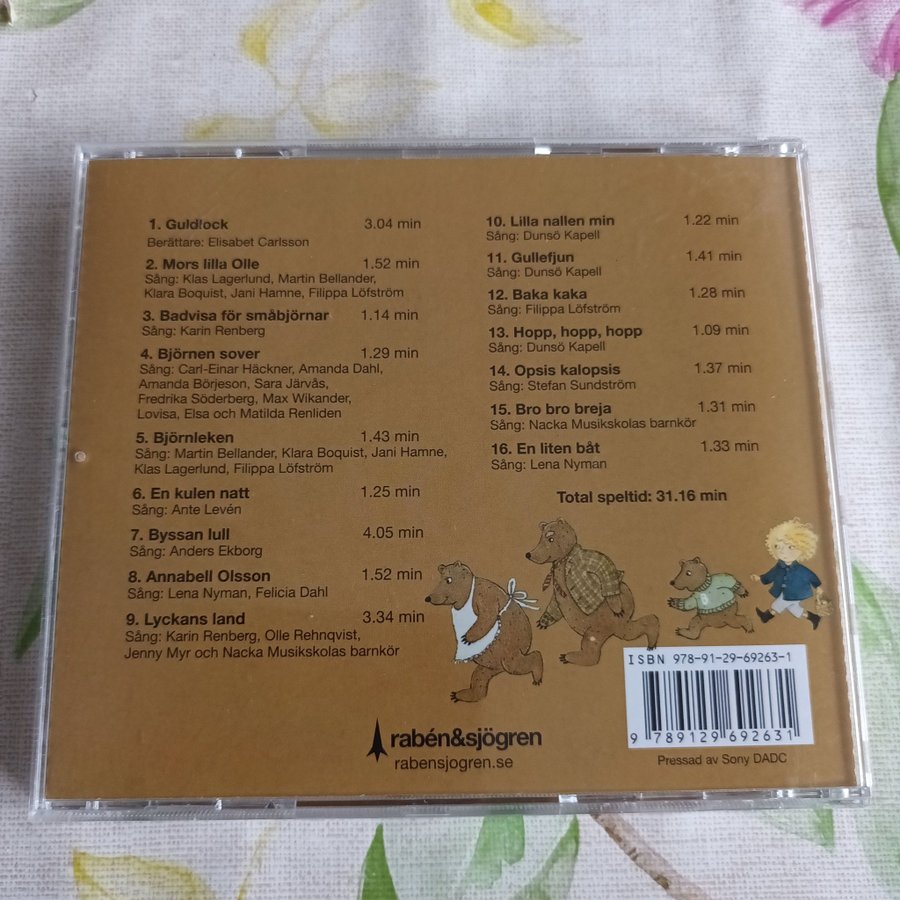 1. Guldlock 3.04 min
Berättare: Elisabet Carlsson
2. Mors lilla Olle 1.52 min
Sång: Klas Lagerlund, Martin Bellander,
Klara Boquist, Jani Hamne, Filippa Löfström
3. Badvisa för småbjörnar 1.14 min
Sång: Karin Renberg
4. Björnen sover 1.29 min
Sång: Carl-Einar Häckner, Amanda Dahl,
Amanda Börjeson, Sara Järvås,
Fredrika Söderberg, Max Wikander,
Lovisa, Elsa och Matilda Renliden
5. Björnleken 1.43 min
Sång: Martin Bellander, Klara Boquist, Jani Hamne,
Klas Lagerlund, Filippa Löfström
6. En kulen natt 1.25 min
Sång: Ante Levén
7. Byssan lull 4.05 min
Sång: Anders Ekborg
8. Annabell Olsson 1.52 min
Sång: Lena Nyman, Felicia Dahl
9. Lyckans land 3.34 min
Sång: Karin Renberg, Olle Rehnqvist,
Jenny Myr och Nacka Musikskolas barnkör
10. Lilla nallen min 1.22 min
Sång: Dunsö Kapell
11. Gullefjun 1.41 min
Sång: Dunsö Kapell
12. Baka kaka 1.28 min
Sång: Filippa Löfström
13. Hopp, hopp, hopp 1.09 min
Sång: Dunsö Kapell
14. Opsis kalopsis 1.37 min
Sång: Stefan Sundström
15. Bro bro breja 1.31 min
Sång: Nacka Musikskolas barnkör
16. En liten båt 1.33 min
Sång: Lena Nyman
Total speltid: 31.16 min
ISBN 978-91-29-69263-1
9 789129 692631
Pressad av Sony DADC
rabén&sjögren
rabensjogren.se